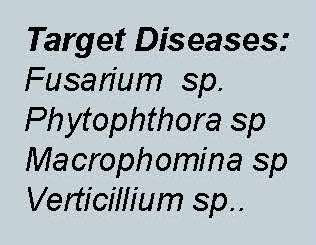 Target Diseases:
Fusarium  sp.
Phytophthora sp
Macrophomina sp
Verticillium sp..